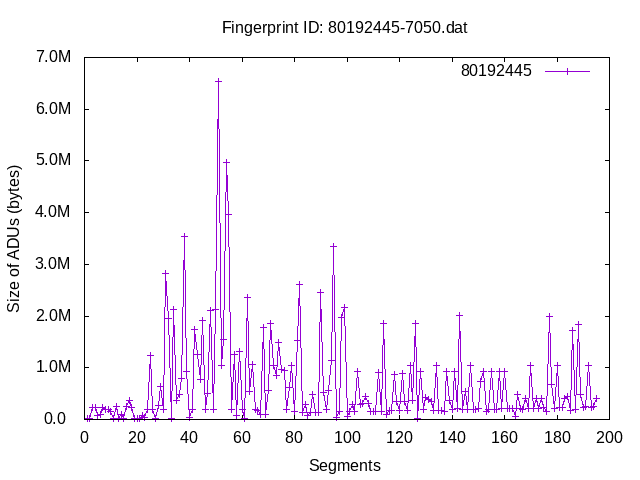 Fingerprint ID: 80192445-7050.dat
80192445
Size of ADUs (bytes)
7.0M
6.0M
5.0M
4.0M
3.0M
2.0M
1.0M
0.0
0 20 40 60 80 100 120 140 160 180 200
Segments